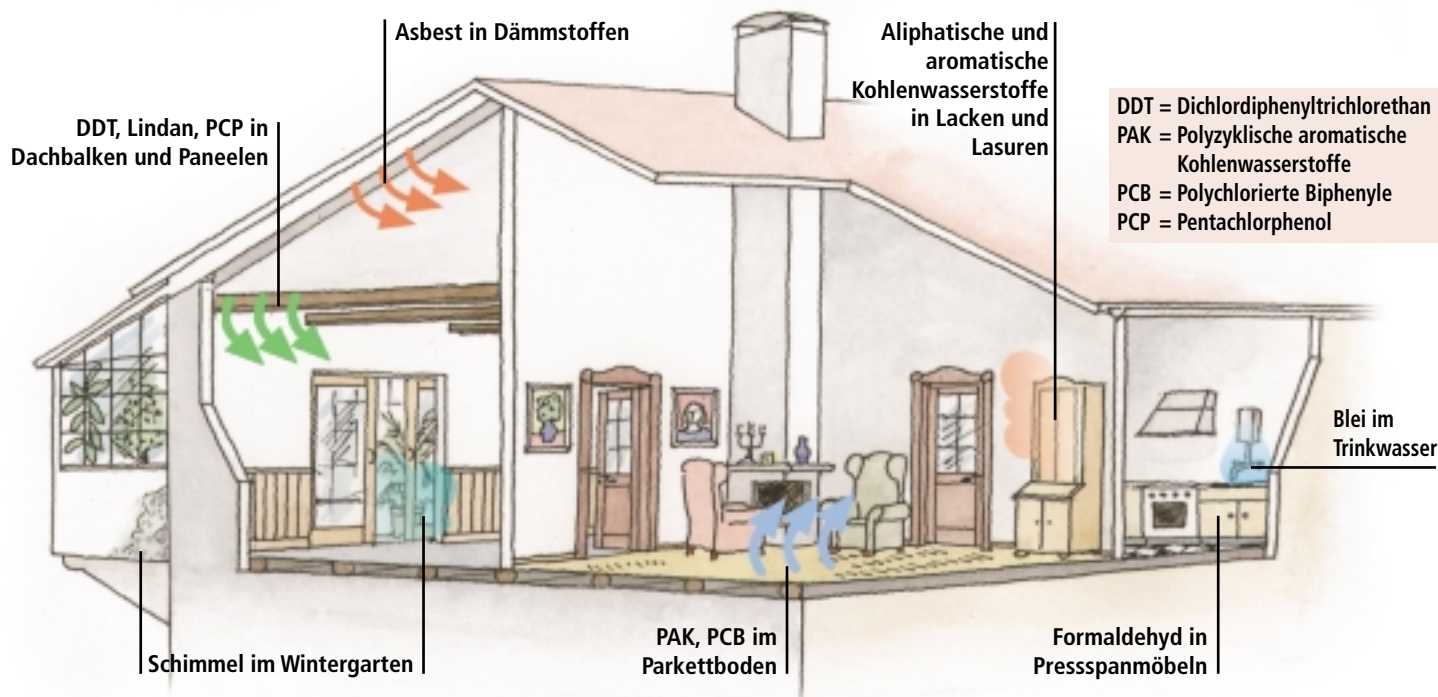 Asbest in Dämmstoffen
Aliphatische und
aromatische
Kohlenwasserstoffe
in Lacken und
Lasuren
DDT, Lindan, PCP in
Dachbalken und Paneelen
DDT = Dichlordiphenyltrichlorethan
PAK = Polyzyklische aromatische
Kohlenwasserstoffe
PCB = Polychlorierte Biphenyle
PCP = Pentachlorphenol
Blei im
Trinkwasser
Schimmel im Wintergarten
PAK, PCB im
Parkettboden
Formaldehyd in
Pressspanmöbeln